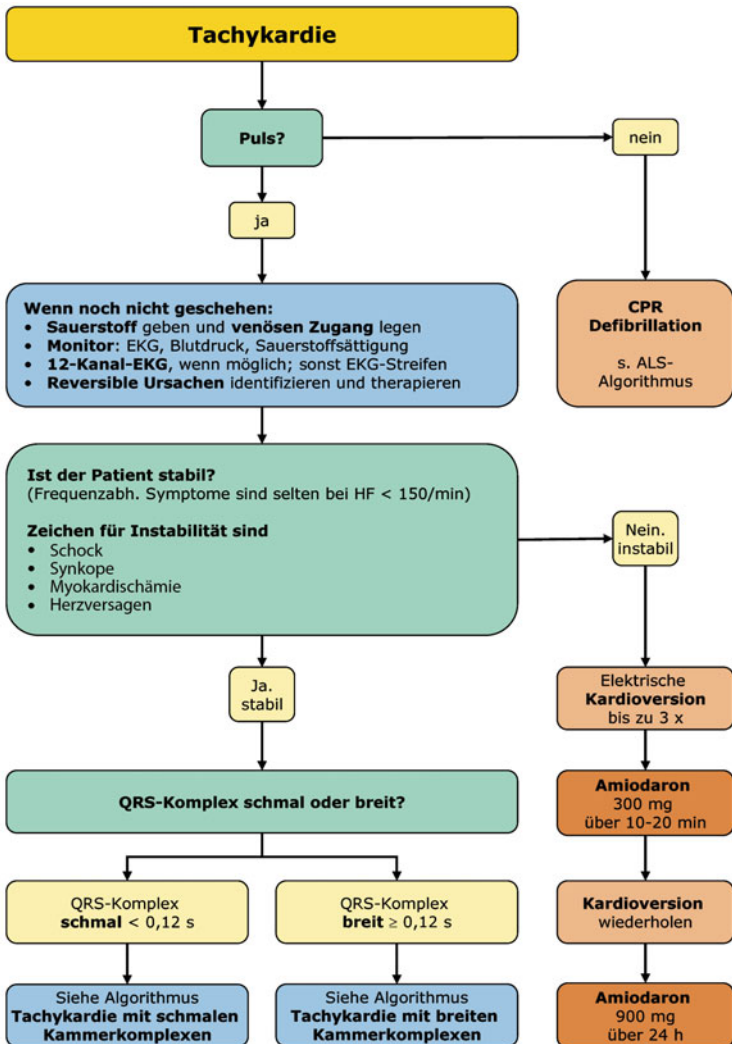 Tachykardie
Puls?
nein
ja
Wenn noch nicht geschehen:
• Sauerstoff geben und venösen Zugang legen
• Monitor: EKG, Blutdruck, Sauerstoffsättigung
• 12-Kanal-EKG, wenn möglich; sonst EKG-Streifen
• Reversible Ursachen identifizieren und therapieren
CPR
Defibrillation
s. ALS-
Algorithmus
Ist der Patient stabil?
(Frequenzabh. Symptome sind selten bei HF < 150/min)
Zeichen für Instabilität sind
• Schock
• Synkope
• Myokardischämie
• Herzversagen
Nein.
instabil
Ja.
stabil
Elektrische
Kardioversion
bis zu 3 x
QRS-Komplex schmal oder breit?
Amiodaron
300 mg
über 10-20 min
QRS-Komplex
schmal < 0,12 s
QRS-Komplex
breit ≥ 0,12 s
Kardioversion
wiederholen
Siehe Algorithmus
Tachykardie mit schmalen
Kammerkomplexen
Siehe Algorithmus
Tachykardie mit breiten
Kammerkomplexen
Amiodaron
900 mg
über 24 h